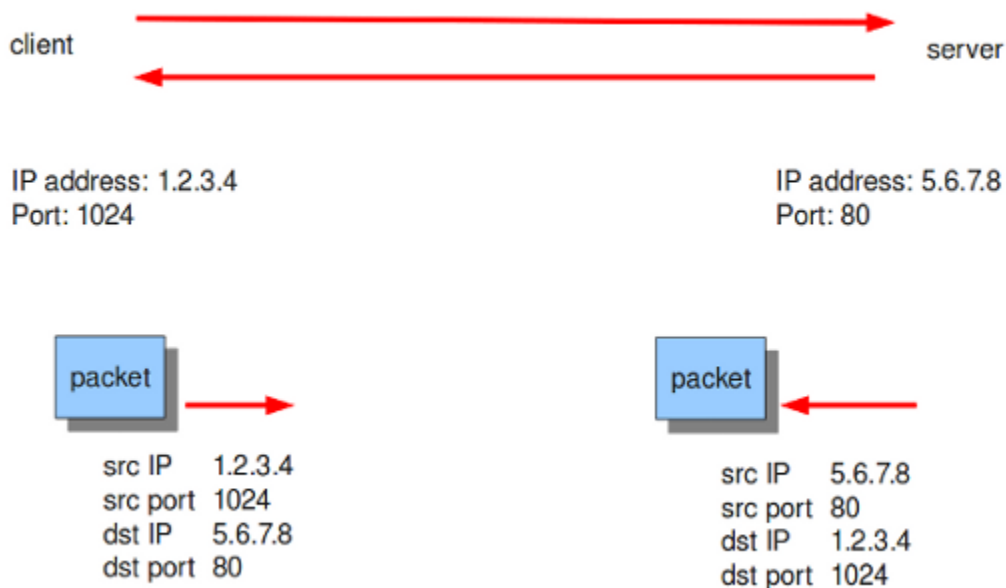 client
server
IP address: 1.2.3.4
Port: 1024
IP address: 5.6.7.8
Port: 80
packet
src IP 1.2.3.4
src port 1024
dst IP 5.6.7.8
dst port 80
packet
src IP 5.6.7.8
src port 80
dst IP 1.2.3.4
dst port 1024